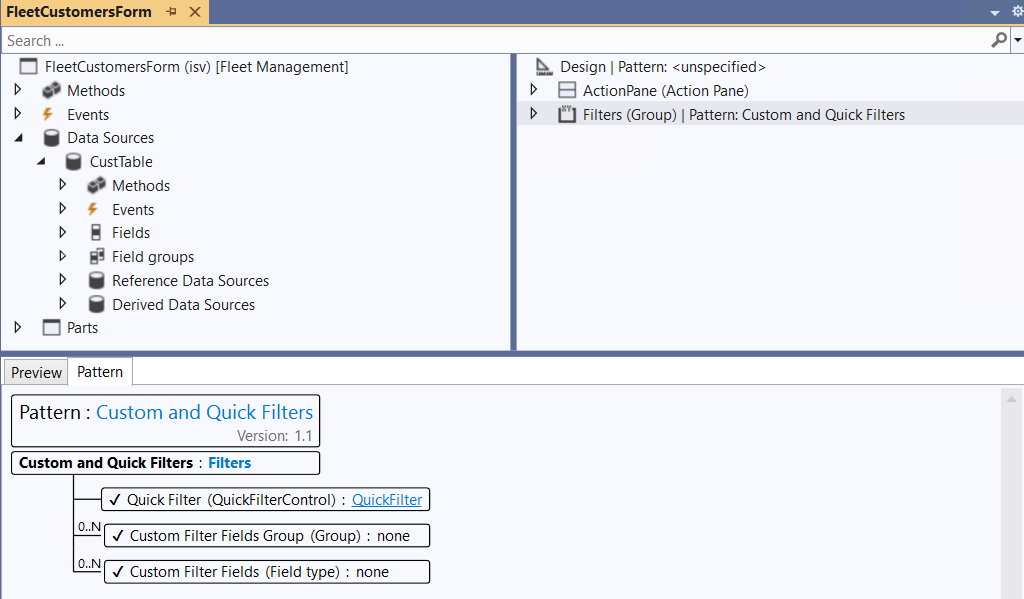 FleetCustomersForm
Search ...
FleetCustomersForm (isv) [Fleet Management]
Methods
Events
Data Sources
CustTable
Methods
Events
Fields
Field groups
Reference Data Sources
Derived Data Sources
Parts
Design | Pattern: <unspecified>
ActionPane (Action Pane)
Filters (Group) | Pattern: Custom and Quick Filters
Preview Pattern
Pattern : Custom and Quick Filters
Version: 1.1
Custom and Quick Filters : Filters
✓ Quick Filter (QuickFilterControl) : QuickFilter
0..N ✓ Custom Filter Fields Group (Group) : none
0..N ✓ Custom Filter Fields (Field type) : none